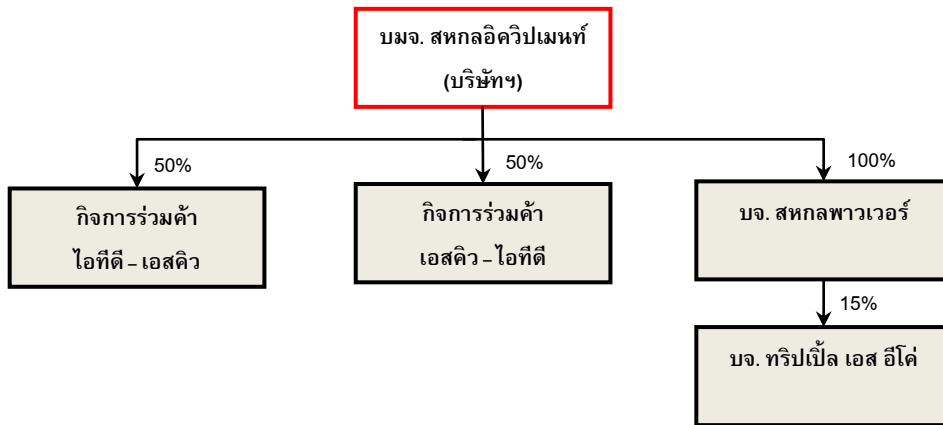 บมจ. สหกลอิควิปเมนท์
(บริษัทฯ)
50%
50%
100%
กิจการร่วมค้า
ไอทีดี – เอสคิว
กิจการร่วมค้า
เอสคิว – ไอทีดี
บจ. สหกลพาวเวอร์
15%
บจ. ทริปเปิ้ล เอส อีโค่